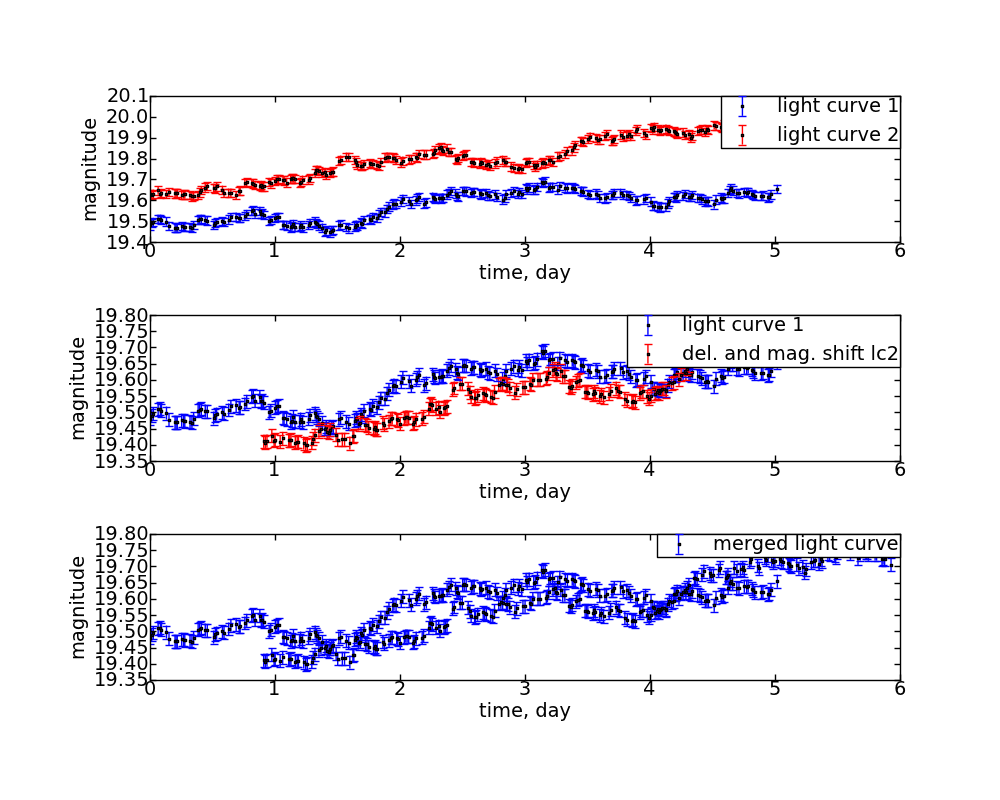 20.1
20.0
19.9
19.8
19.7
19.6
19.5
19.4
magnitude
light curve 1
light curve 2
0 1 2 3 4 5 6
time, day
19.80
19.75
19.70
19.65
19.60
19.55
19.50
19.45
19.40
19.35
magnitude
light curve 1
del. and mag. shift lc2
0 1 2 3 4 5 6
time, day
19.80
19.75
19.70
19.65
19.60
19.55
19.50
19.45
19.40
19.35
magnitude
merged light curve
0 1 2 3 4 5 6
time, day